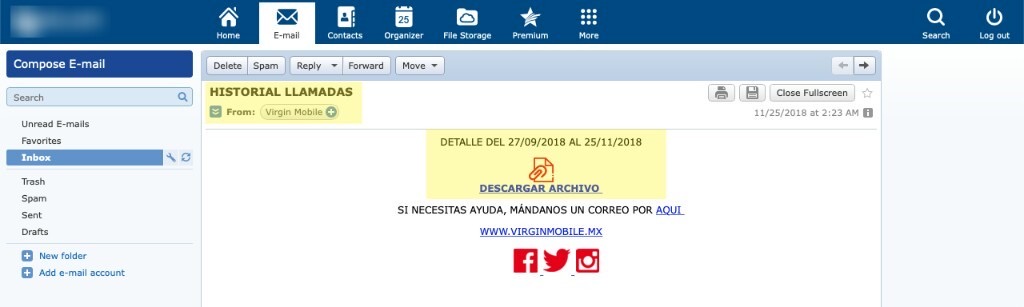 Home
E-mail
25
Contacts
Organizer
File Storage
Premium
More
Search
Log out
Compose E-mail
Search
Unread E-mails
Favorites
Inbox
Trash
Spam
Sent
Drafts
New folder
Add e-mail account
Delete Spam Reply Forward Move
HISTORIAL LLAMADAS
Close Fullscreen
From: Virgin Mobile
11/25/2018 at 2:23 AM
DETALLE DEL 27/09/2018 AL 25/11/2018
DESCARGAR ARCHIVO
SI NECESITAS AYUDA, MÁNDANOS UN CORREO POR AQUI
WWW.VIRGINMOBILE.MX